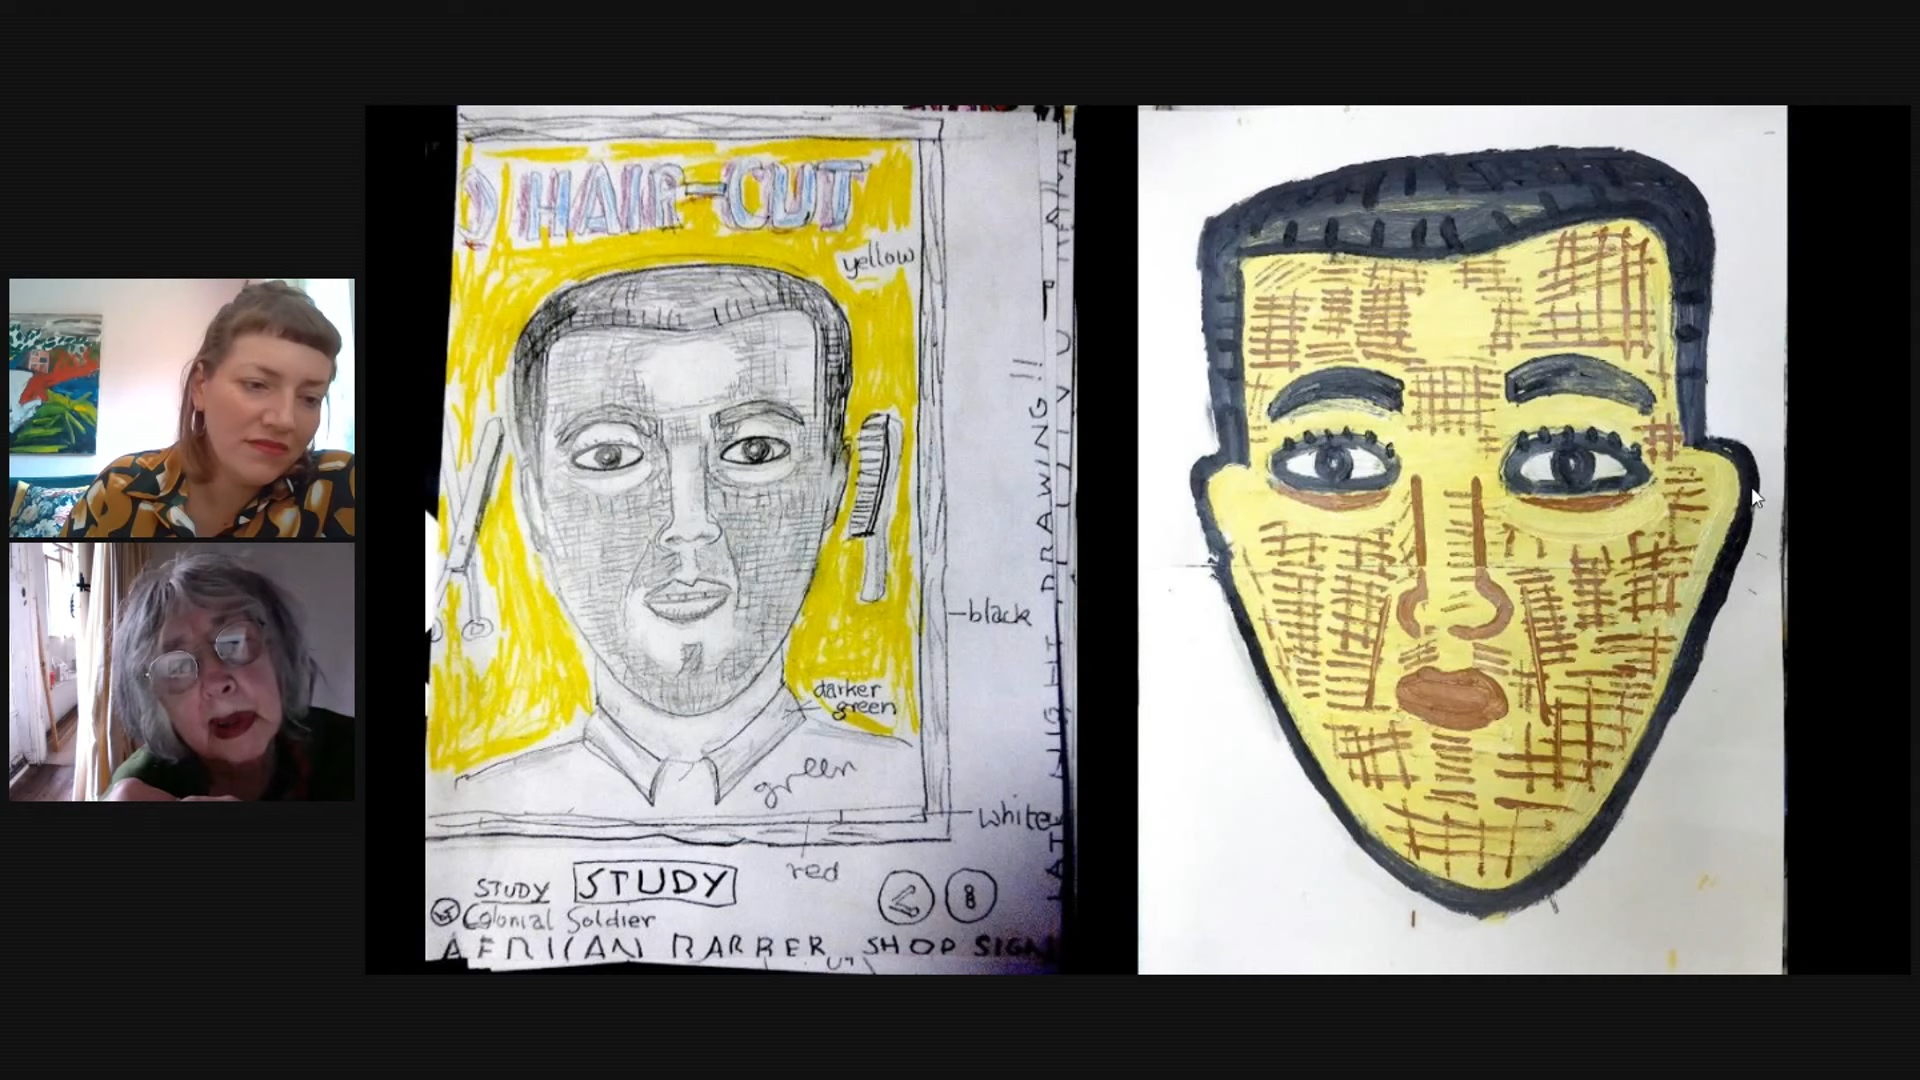 HAIR-CUT
yellow
black
darker
green
green
white
red
STUDY STUDY
Colonial Soldier
AFRICAN BARBER SHOP SIGN
DRAWING!!